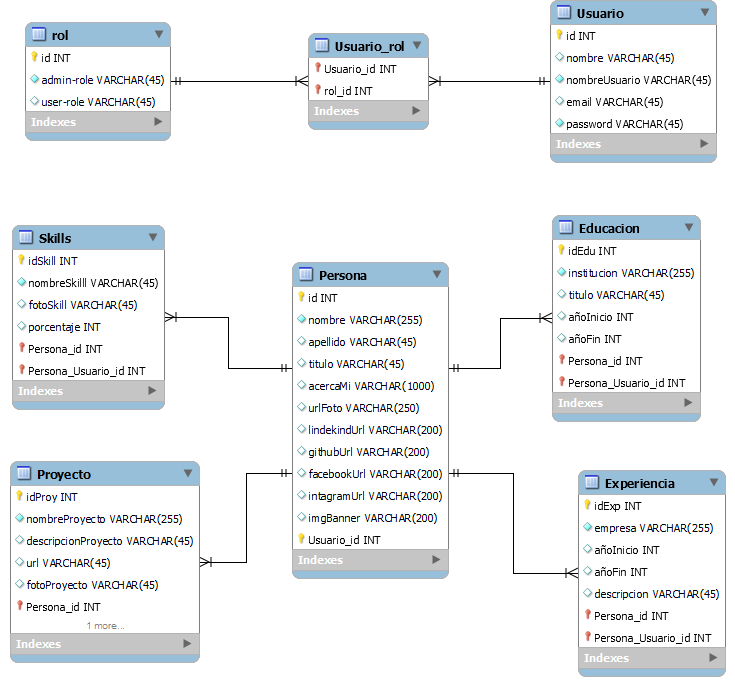 rol
id INT
admin-role VARCHAR(45)
user-role VARCHAR(45)
Indexes
Usuario_rol
Usuario_id INT
rol_id INT
Indexes
Usuario
id INT
nombre VARCHAR(45)
nombreUsuario VARCHAR(45)
email VARCHAR(45)
password VARCHAR(45)
Indexes
Skills
idSkill INT
nombreSkilll VARCHAR(45)
fotoSkill VARCHAR(45)
porcentaje INT
Persona_id INT
Persona_Usuario_id INT
Indexes
Persona
id INT
nombre VARCHAR(255)
apellido VARCHAR(45)
titulo VARCHAR(45)
acercaMi VARCHAR(1000)
urlFoto VARCHAR(250)
lindekindUrl VARCHAR(200)
githubUrl VARCHAR(200)
facebookUrl VARCHAR(200)
intagramUrl VARCHAR(200)
imgBanner VARCHAR(200)
Usuario_id INT
Indexes
Educacion
idEdu INT
institucion VARCHAR(255)
titulo VARCHAR(45)
añoInicio INT
añoFin INT
Persona_id INT
Persona_Usuario_id INT
Indexes
Proyecto
idProy INT
nombreProyecto VARCHAR(255)
descripcionProyecto VARCHAR(45)
url VARCHAR(45)
fotoProyecto VARCHAR(45)
Persona_id INT
1 more...
Indexes
Experiencia
idExp INT
empresa VARCHAR(255)
añoInicio INT
añoFin INT
descripcion VARCHAR(45)
Persona_id INT
Persona_Usuario_id INT
Indexes